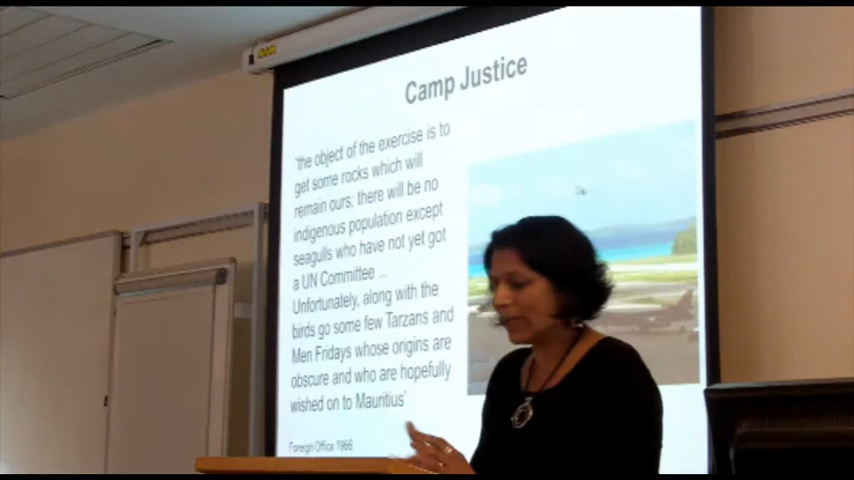 Camp Justice
'the object of the exercise is to
get some rocks which will
remain ours, there will be no
indigenous population except
seagulls who have not yet got
a UN Committee ...
Unfortunately, along with the
birds go some few Tarzans and
Men Fridays whose origins are
obscure and who are hopefully
wished on to Mauritius'
Foreign Office 1966